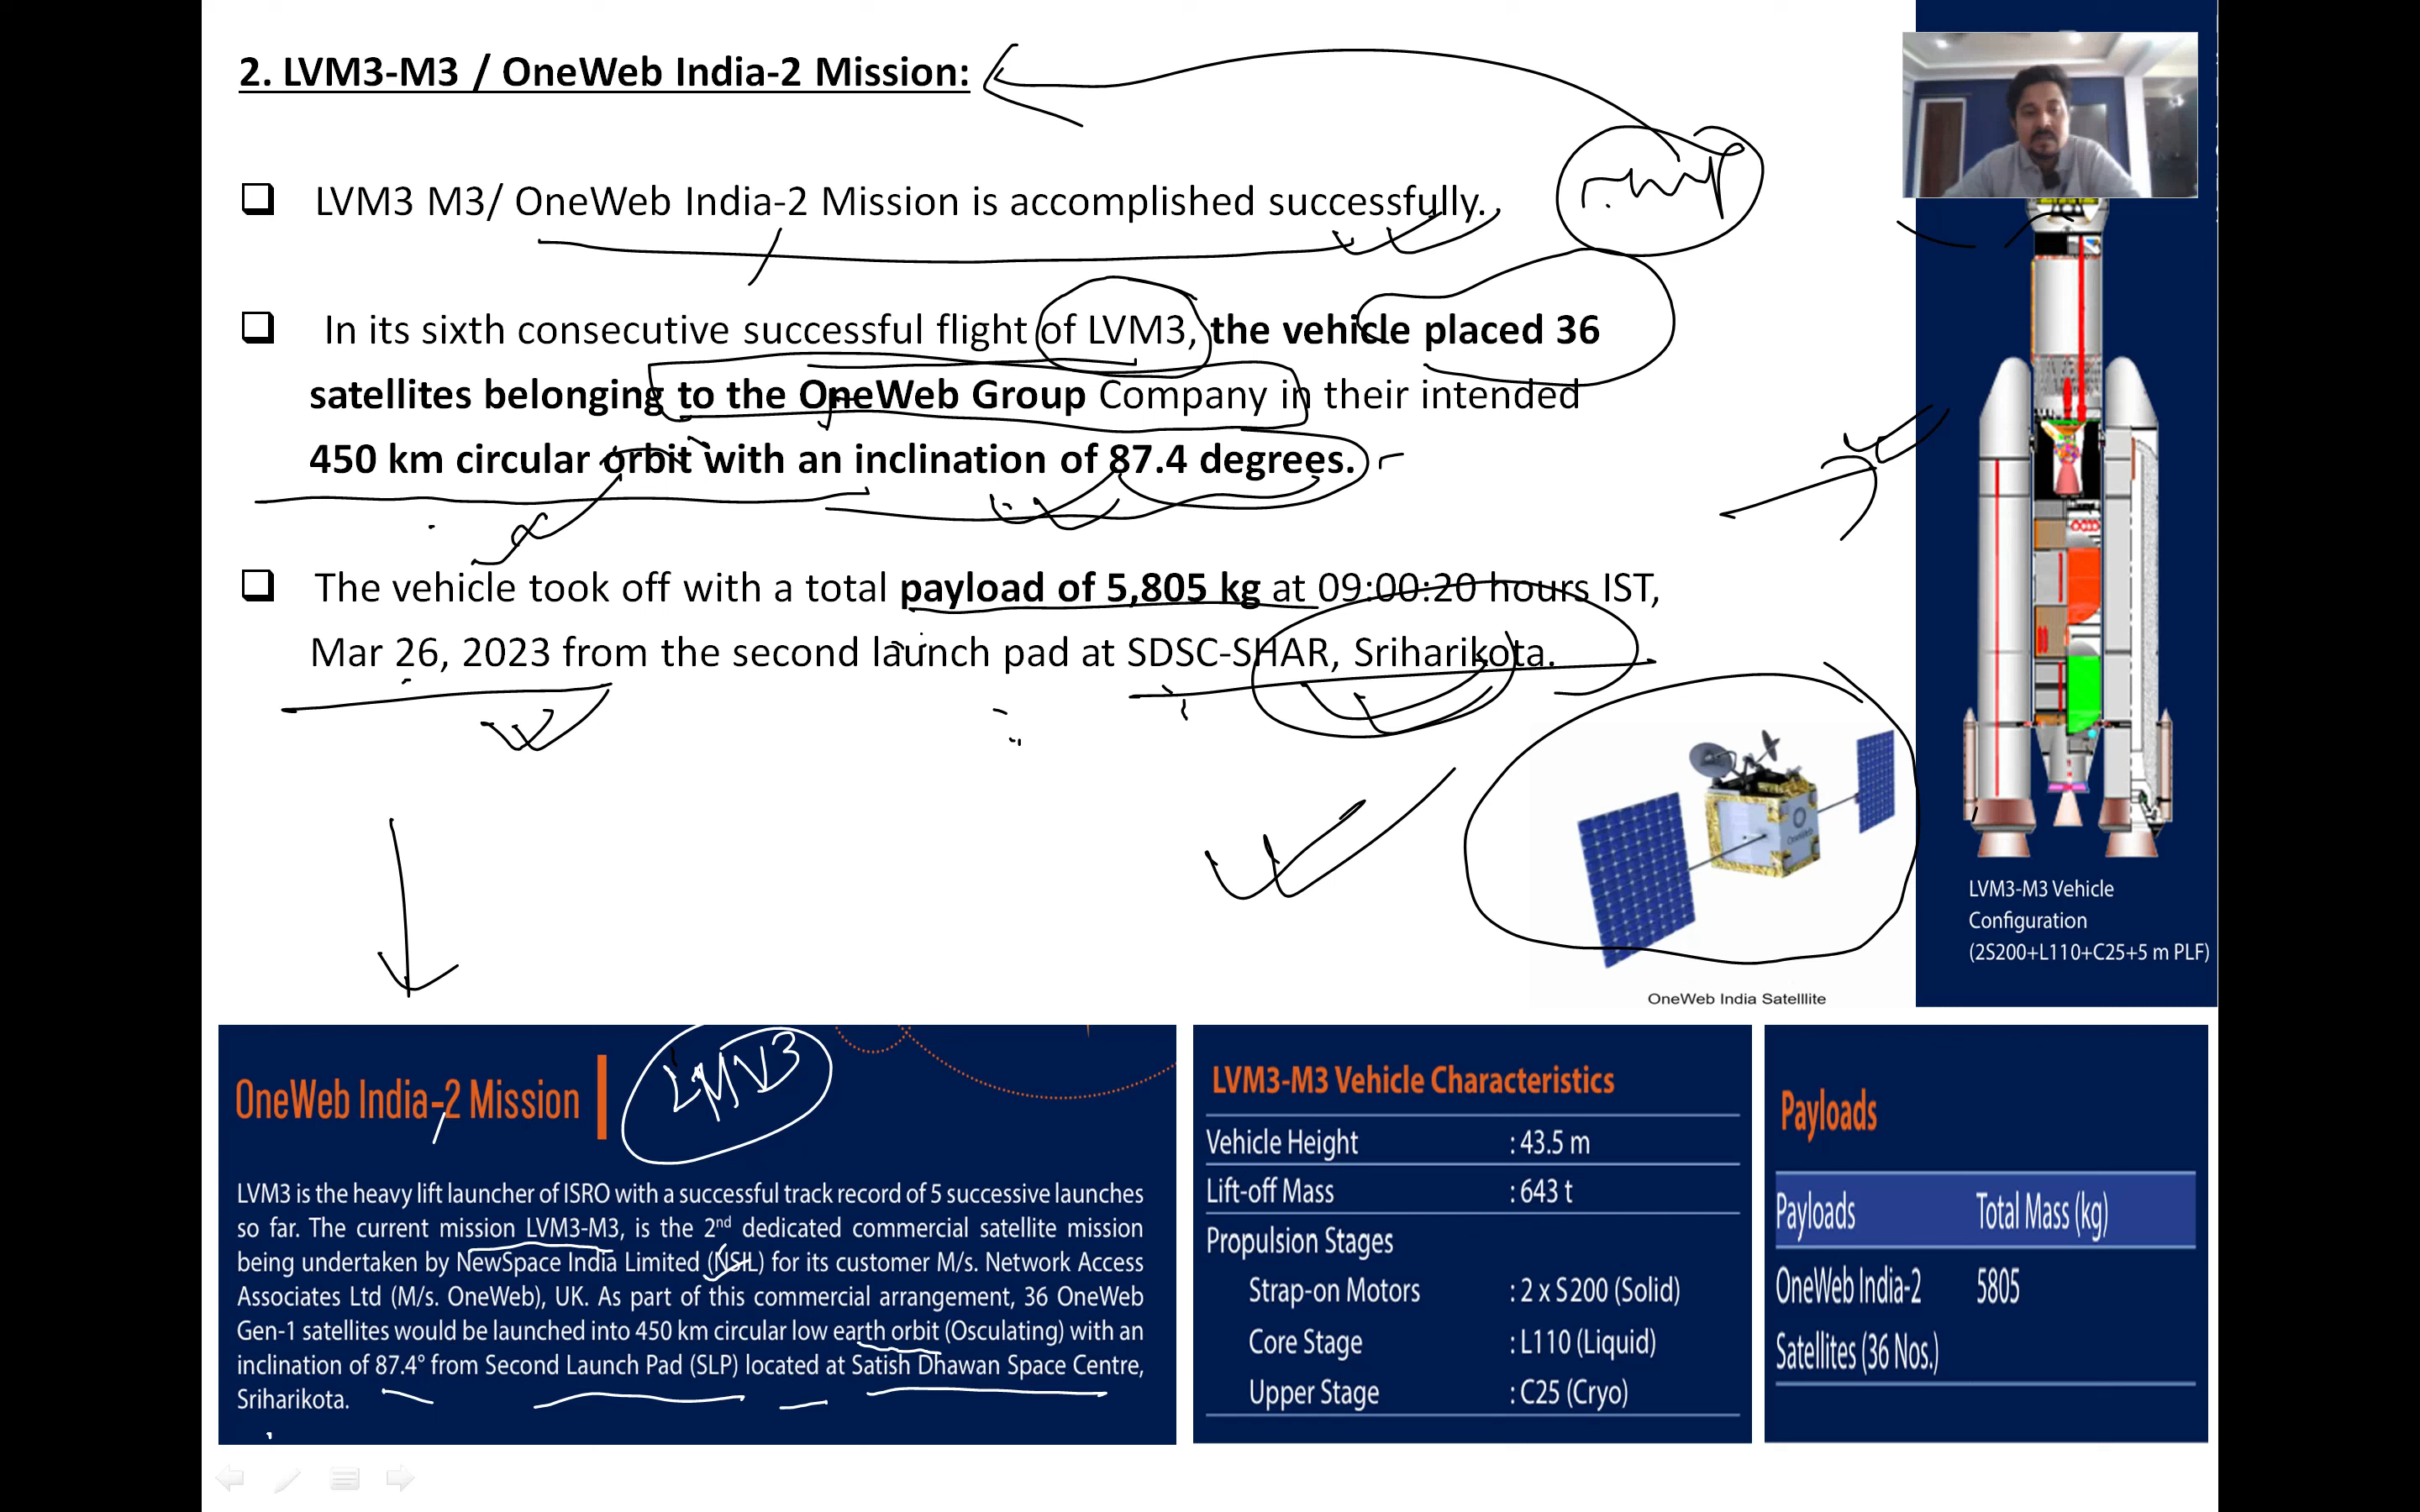 2. LVM3-M3 / OneWeb India-2 Mission:
LVM3 M3/ OneWeb India-2 Mission is accomplished successfully.
In its sixth consecutive successful flight of LVM3, the vehicle placed 36
satellites belonging to the OneWeb Group Company in their intended
450 km circular orbit with an inclination of 87.4 degrees.
The vehicle took off with a total payload of 5,805 kg at 09:00:20 hours IST,
Mar 26, 2023 from the second launch pad at SDSC-SHAR, Sriharikota.
OneWeb
OneWeb India Satelllite
LVM3-M3 Vehicle
Configuration
(2S200+L110+C25+5 m PLF)
OneWeb India-2 Mission
LMV3
LVM3 is the heavy lift launcher of ISRO with a successful track record of 5 successive launches
so far. The current mission LVM3-M3, is the 2nd dedicated commercial satellite mission
being undertaken by NewSpace India Limited (NSIL) for its customer M/s. Network Access
Associates Ltd (M/s. OneWeb), UK. As part of this commercial arrangement, 36 OneWeb
Gen-1 satellites would be launched into 450 km circular low earth orbit (Osculating) with an
inclination of 87.4° from Second Launch Pad (SLP) located at Satish Dhawan Space Centre,
Sriharikota.
LVM3-M3 Vehicle Characteristics
Vehicle Height : 43.5 m
Lift-off Mass : 643 t
Propulsion Stages
Strap-on Motors : 2 x S200 (Solid)
Core Stage : L110 (Liquid)
Upper Stage : C25 (Cryo)
Payloads
Payloads Total Mass (kg)
OneWeb India-2 5805
Satellites (36 Nos.)